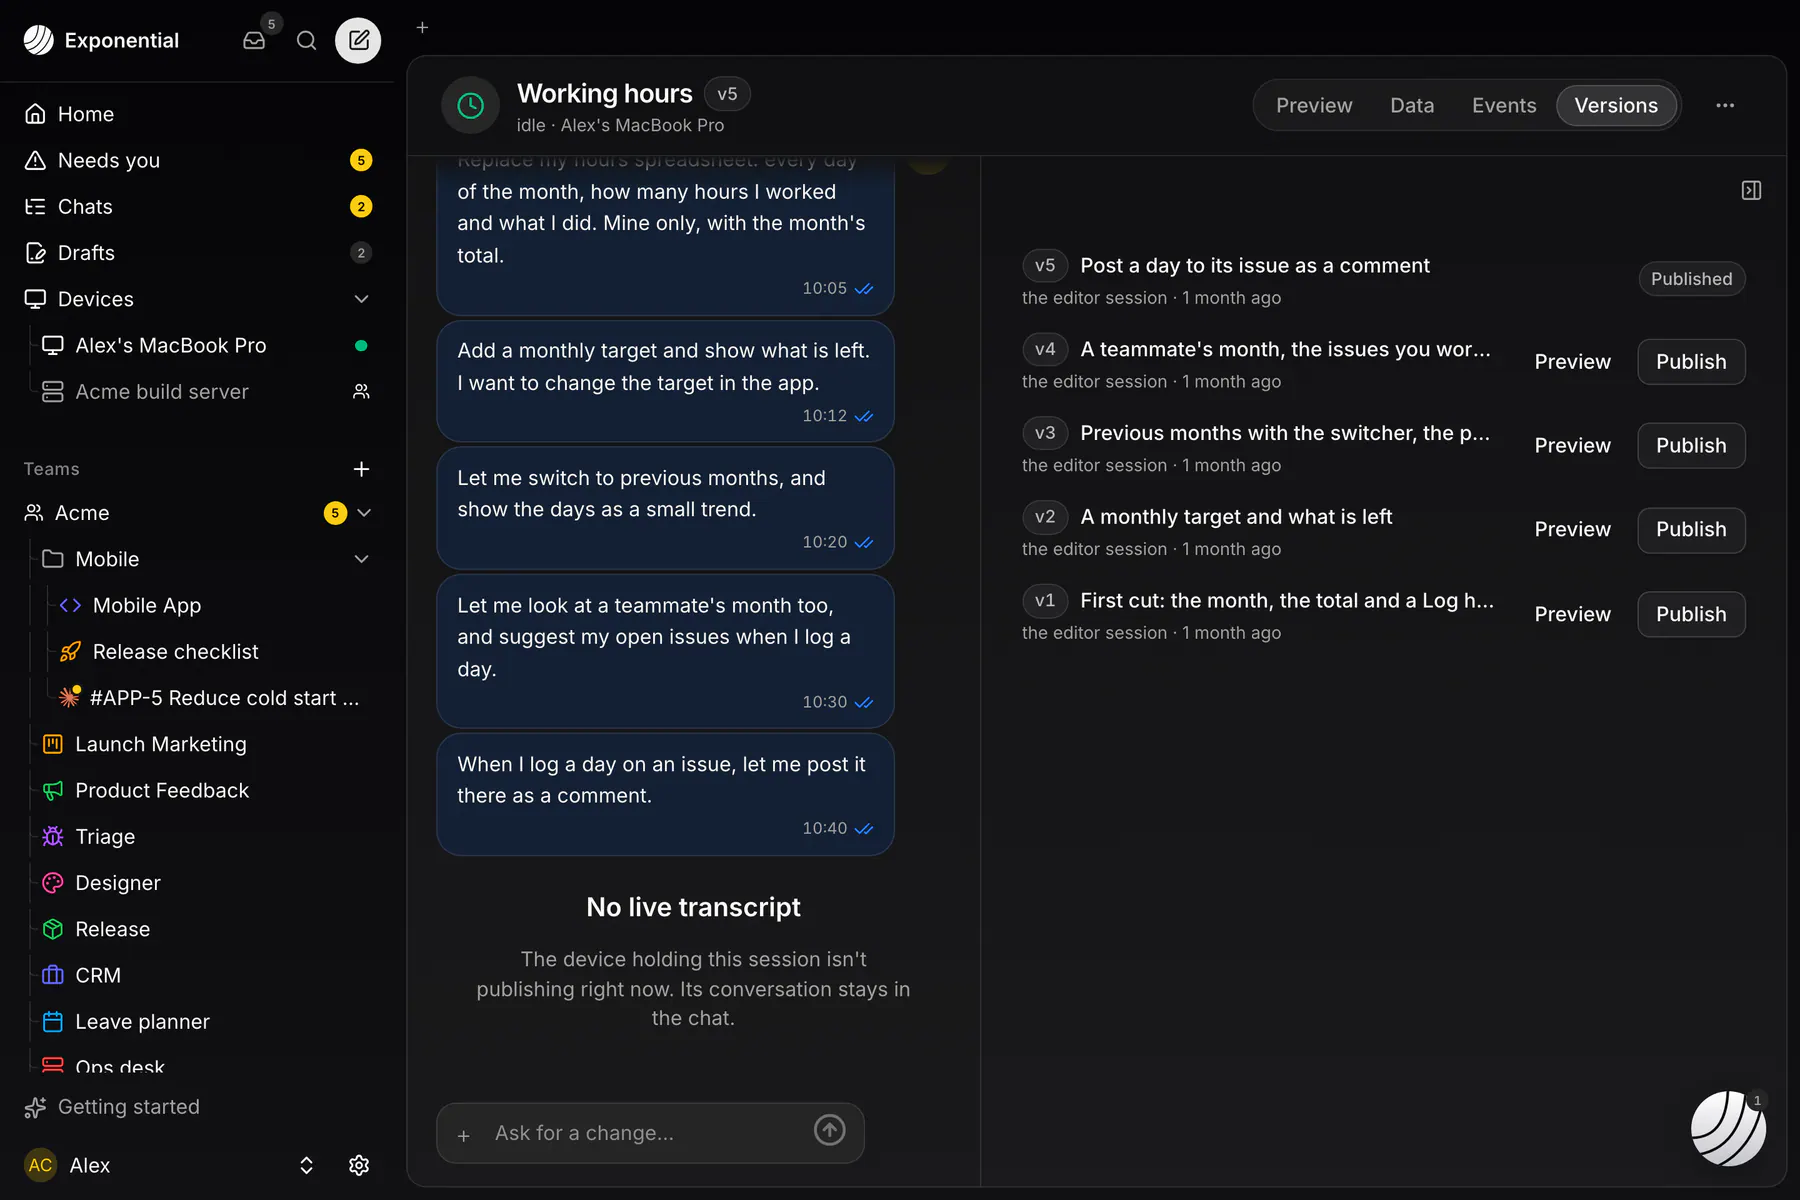 Exponential
5
Home
Needs you
5
Chats
2
Drafts
2
Devices
Alex's MacBook Pro
Acme build server
Teams
Acme
5
Mobile
Mobile App
Release checklist
#APP-5 Reduce cold start ...
Launch Marketing
Product Feedback
Triage
Designer
Release
CRM
Leave planner
Ops desk
Getting started
AC
Alex
Working hours
v5
idle · Alex's MacBook Pro
Preview
Data
Events
Versions
Replace my hours spreadsheet: every day
of the month, how many hours I worked
and what I did. Mine only, with the month's
total.
10:05
Add a monthly target and show what is left.
I want to change the target in the app.
10:12
Let me switch to previous months, and
show the days as a small trend.
10:20
Let me look at a teammate's month too,
and suggest my open issues when I log a
day.
10:30
When I log a day on an issue, let me post it
there as a comment.
10:40
No live transcript
The device holding this session isn't
publishing right now. Its conversation stays in
the chat.
Ask for a change...
v5 Post a day to its issue as a comment
the editor session · 1 month ago
Published
v4 A teammate's month, the issues you wor...
the editor session · 1 month ago
Preview
Publish
v3 Previous months with the switcher, the p...
the editor session · 1 month ago
Preview
Publish
v2 A monthly target and what is left
the editor session · 1 month ago
Preview
Publish
v1 First cut: the month, the total and a Log h...
the editor session · 1 month ago
Preview
Publish
1